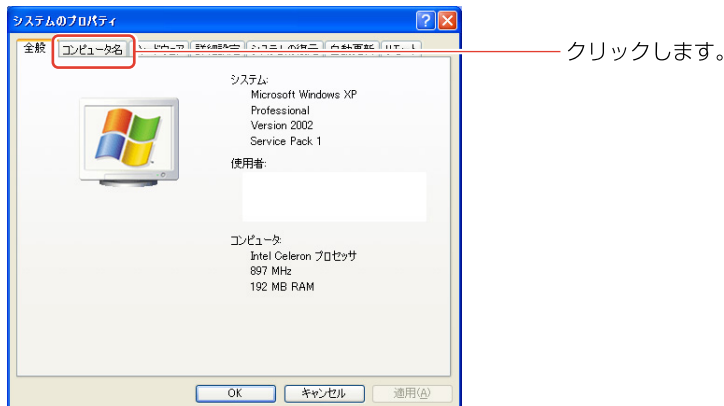 システムのプロパティ
全般 コンピュータ名
クリックします。
システム:
Microsoft Windows XP
Professional
Version 2002
Service Pack 1
使用者:
コンピュータ:
Intel Celeron プロセッサ
897 MHz
192 MB RAM
OK キャンセル 適用(A)